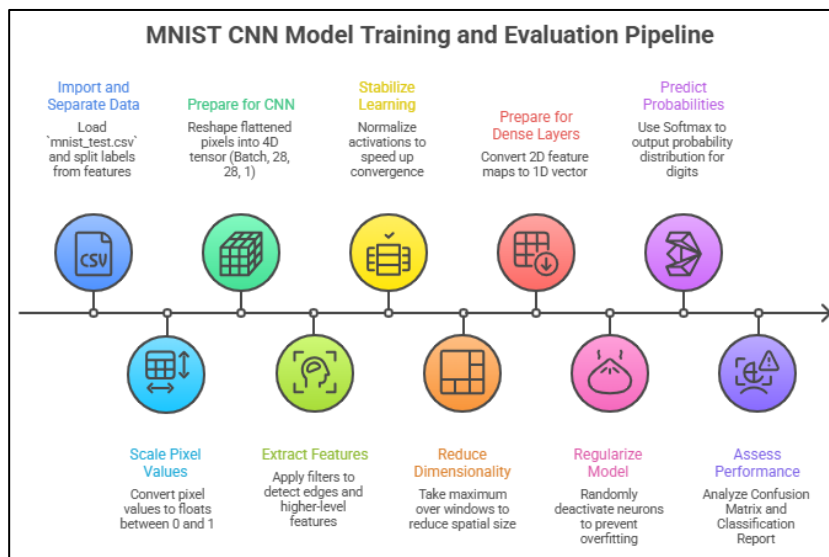 MNIST CNN Model Training and Evaluation Pipeline
Import and
Separate Data
Load
`mnist_test.csv`
and split labels
from features
Prepare for CNN
Reshape flattened
pixels into 4D
tensor (Batch, 28,
28, 1)
Stabilize
Learning
Normalize
activations to
speed up
convergence
Prepare for
Dense Layers
Convert 2D feature
maps to 1D vector
Predict
Probabilities
Use Softmax to
output probability
distribution for
digits
CSV
Scale Pixel
Values
Convert pixel
values to floats
between 0 and 1
Extract Features
Apply filters to
detect edges and
higher-level
features
Reduce
Dimensionality
Take maximum
over windows to
reduce spatial size
Regularize
Model
Randomly
deactivate neurons
to prevent
overfitting
Assess
Performance
Analyze Confusion
Matrix and
Classification
Report